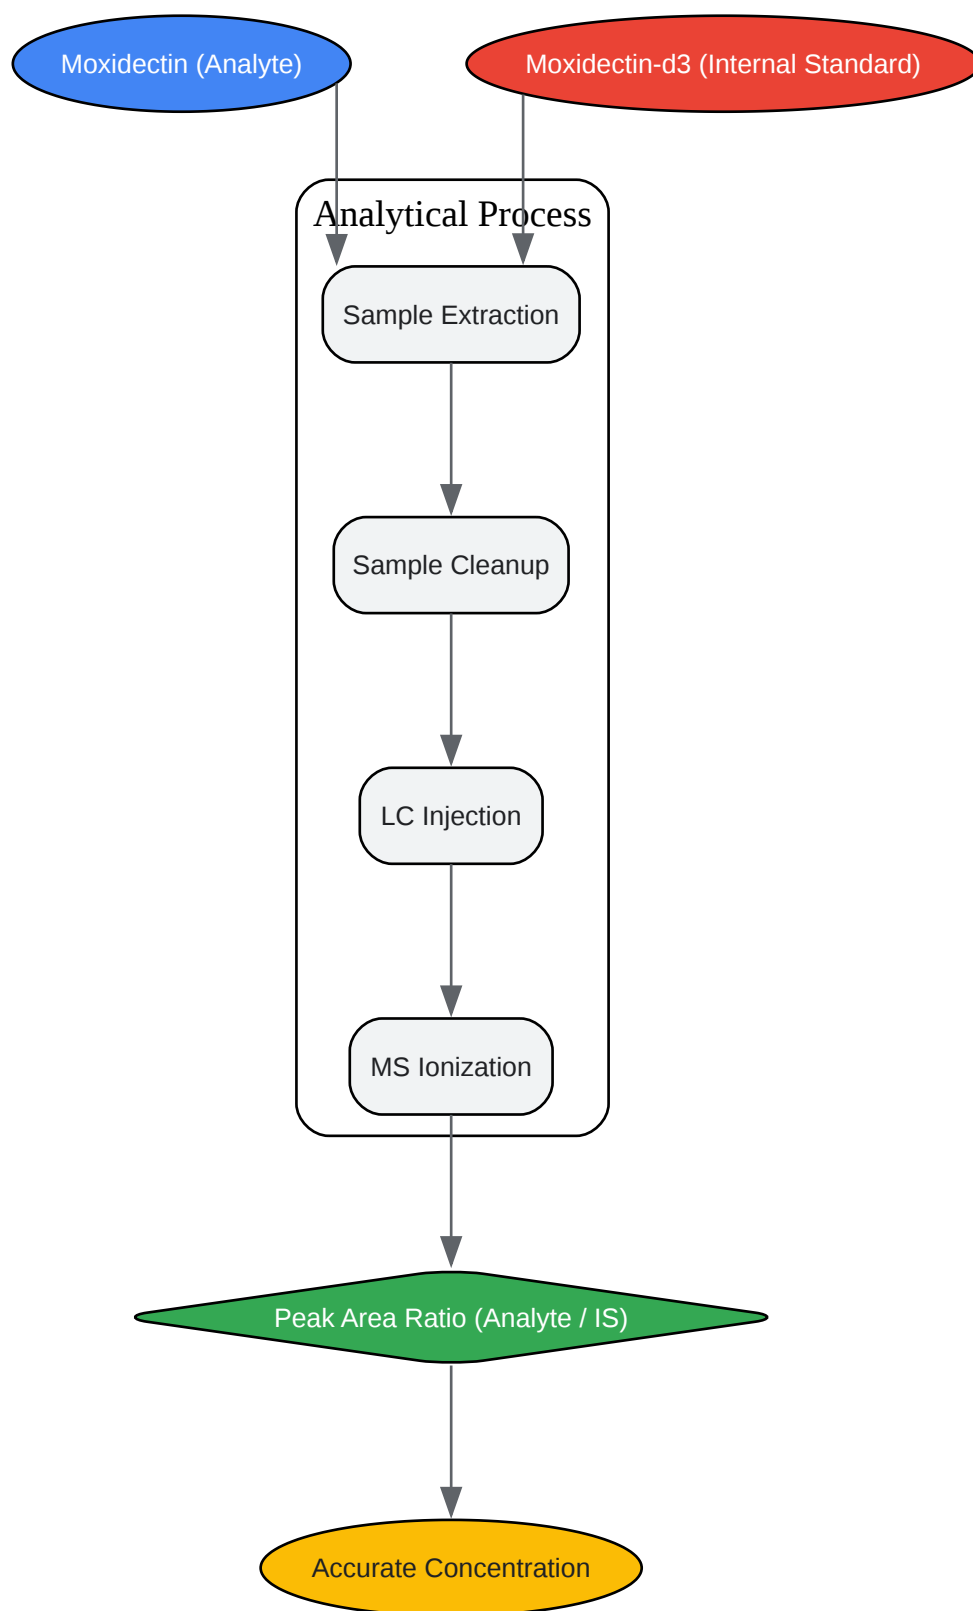 Moxidectin (Analyte)
Moxidectin-d3 (Internal Standard)
Analytical Process
Sample Extraction
Sample Cleanup
LC Injection
MS Ionization
Peak Area Ratio (Analyte / IS)
Accurate Concentration